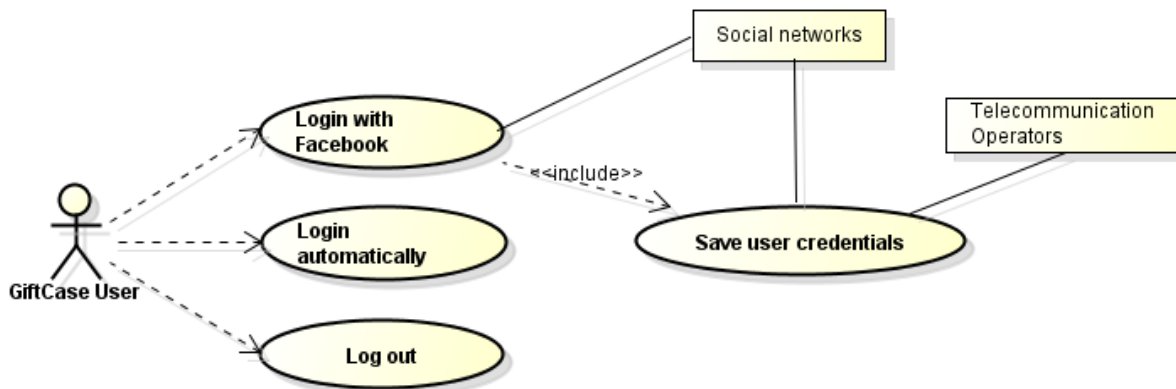 Social networks
Login with
Facebook
Telecommunication
Operators
<<include>>
Login
automatically
Save user credentials
GiftCase User
Log out